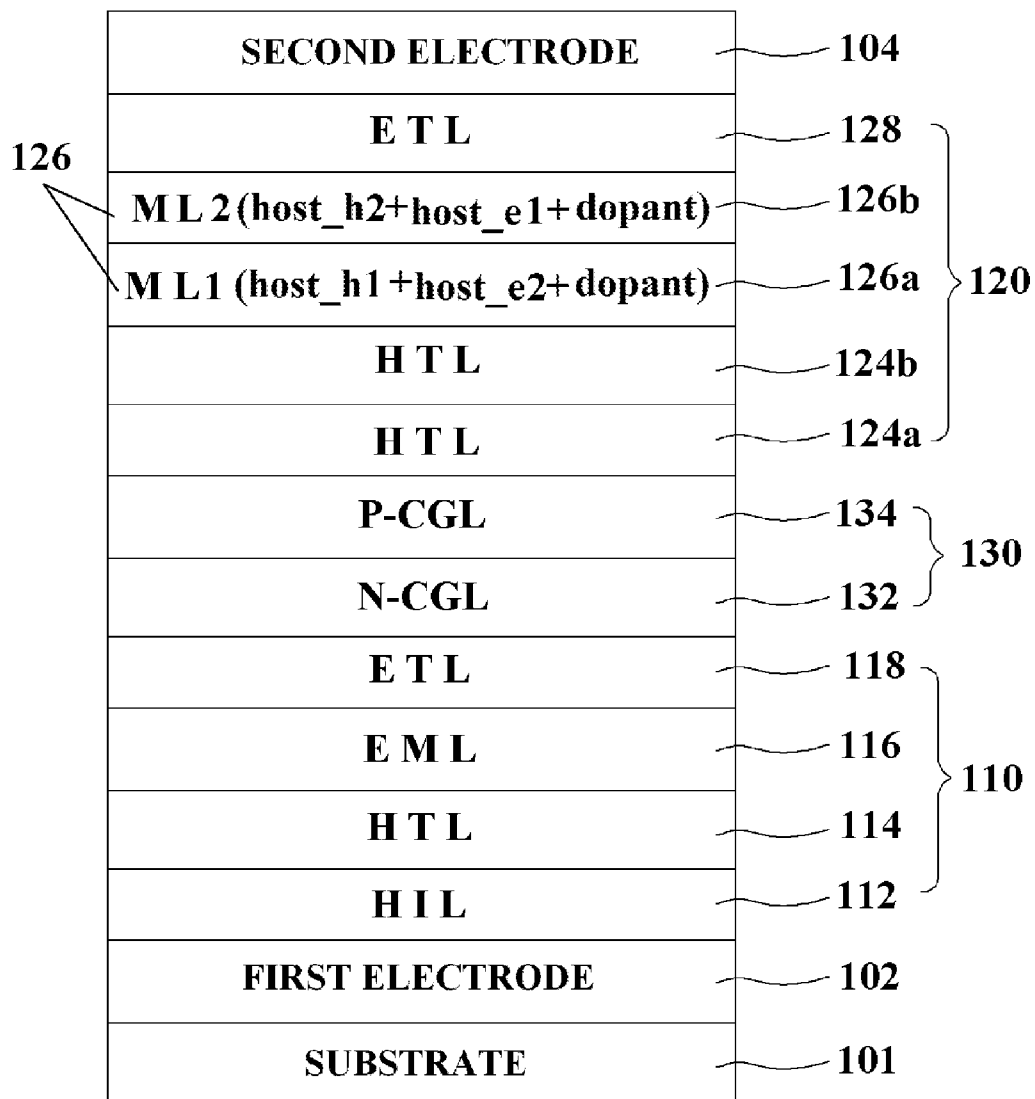 SECOND ELECTRODE 104
E T L 128
126
M L 2 (host_h2+host_e1+dopant) 126b
M L 1 (host_h1+host_e2+dopant) 126a
120
H T L 124b
H T L 124a
P-CGL 134
130
N-CGL 132
E T L 118
E M L 116
110
H T L 114
H I L 112
FIRST ELECTRODE 102
SUBSTRATE 101